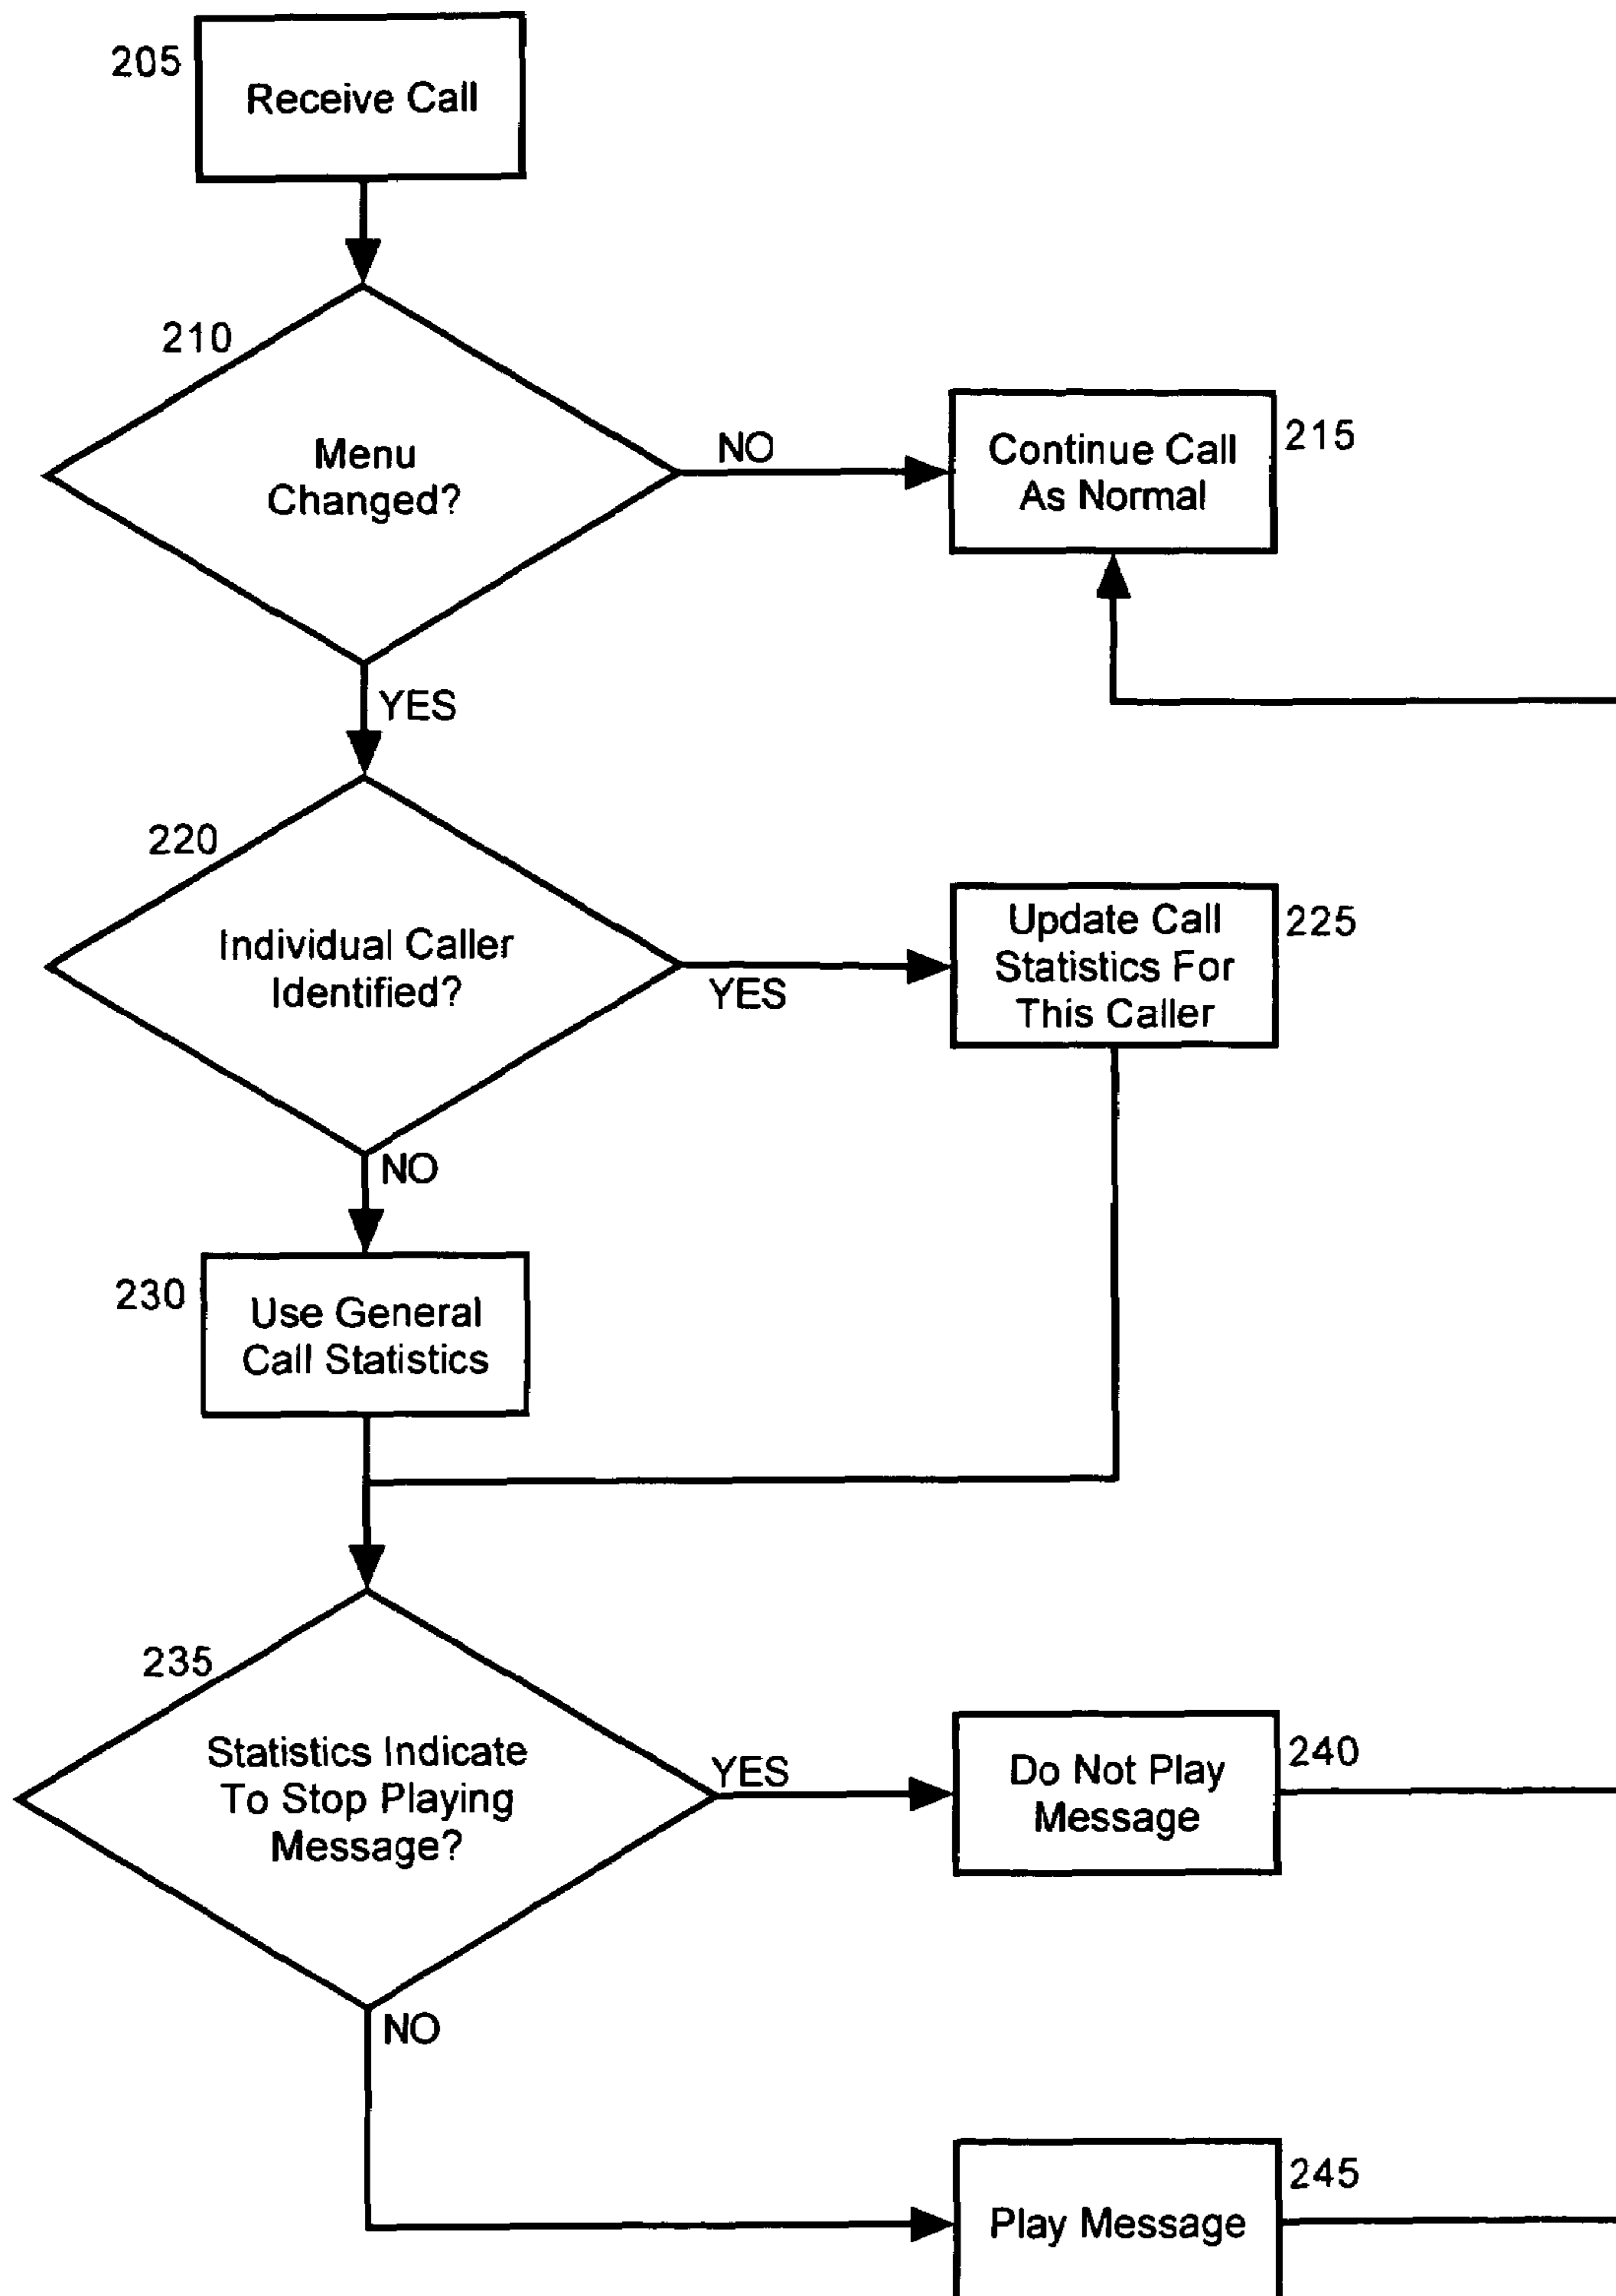 205
Receive Call
210
Menu
Changed?
NO
Continue Call
As Normal
215
YES
220
Individual Caller
Identified?
YES
Update Call
Statistics For
This Caller
225
NO
230
Use General
Call Statistics
235
Statistics Indicate
To Stop Playing
Message?
YES
Do Not Play
Message
240
NO
Play Message
245